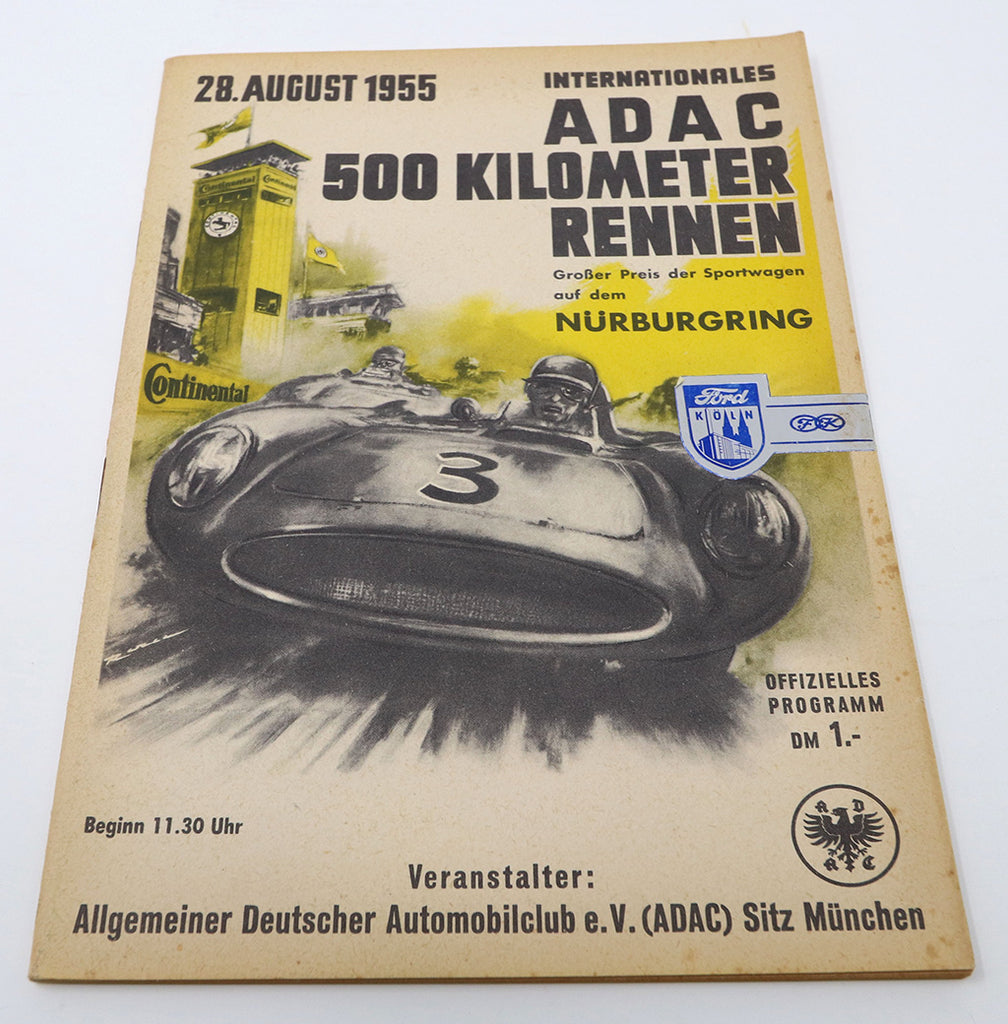 28. AUGUST 1955
INTERNATIONALES
ADAC
500 KILOMETER
RENNEN
Großer Preis der Sportwagen
auf dem
NÜRBURGRING
Continental Continental
Continental
Ford
KÖLN
FK
3
OFFIZIELLES
PROGRAMM
DM 1.-
Beginn 11.30 Uhr
A D
A C
Veranstalter:
Allgemeiner Deutscher Automobilclub e.V. (ADAC) Sitz München